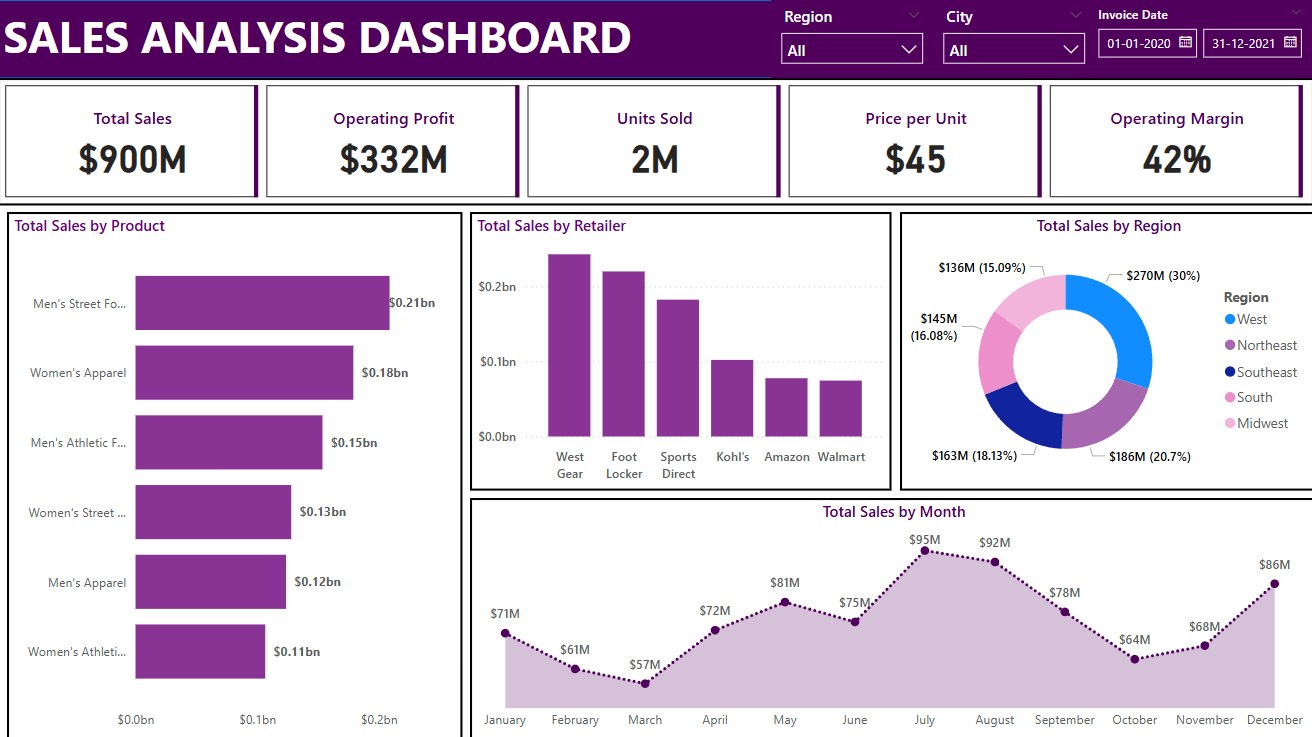 SALES ANALYSIS DASHBOARD
Region
All
City
All
Invoice Date
01-01-2020
31-12-2021
Total Sales
$900M
Operating Profit
$332M
Units Sold
2M
Price per Unit
$45
Operating Margin
42%
Total Sales by Product
Men's Street Fo...
$0.21bn
Women's Apparel
$0.18bn
Men's Athletic F...
$0.15bn
Women's Street ...
$0.13bn
Men's Apparel
$0.12bn
Women's Athleti...
$0.11bn
$0.0bn
$0.1bn
$0.2bn
Total Sales by Retailer
$0.2bn
$0.1bn
$0.0bn
West
Gear
Foot
Locker
Sports
Direct
Kohl's
Amazon
Walmart
Total Sales by Region
$136M (15.09%)
$270M (30%)
$145M
(16.08%)
$163M (18.13%)
$186M (20.7%)
Region
West
Northeast
Southeast
South
Midwest
Total Sales by Month
$71M
$61M
$57M
$72M
$81M
$75M
$95M
$92M
$78M
$64M
$68M
$86M
January
February
March
April
May
June
July
August
September
October
November
December